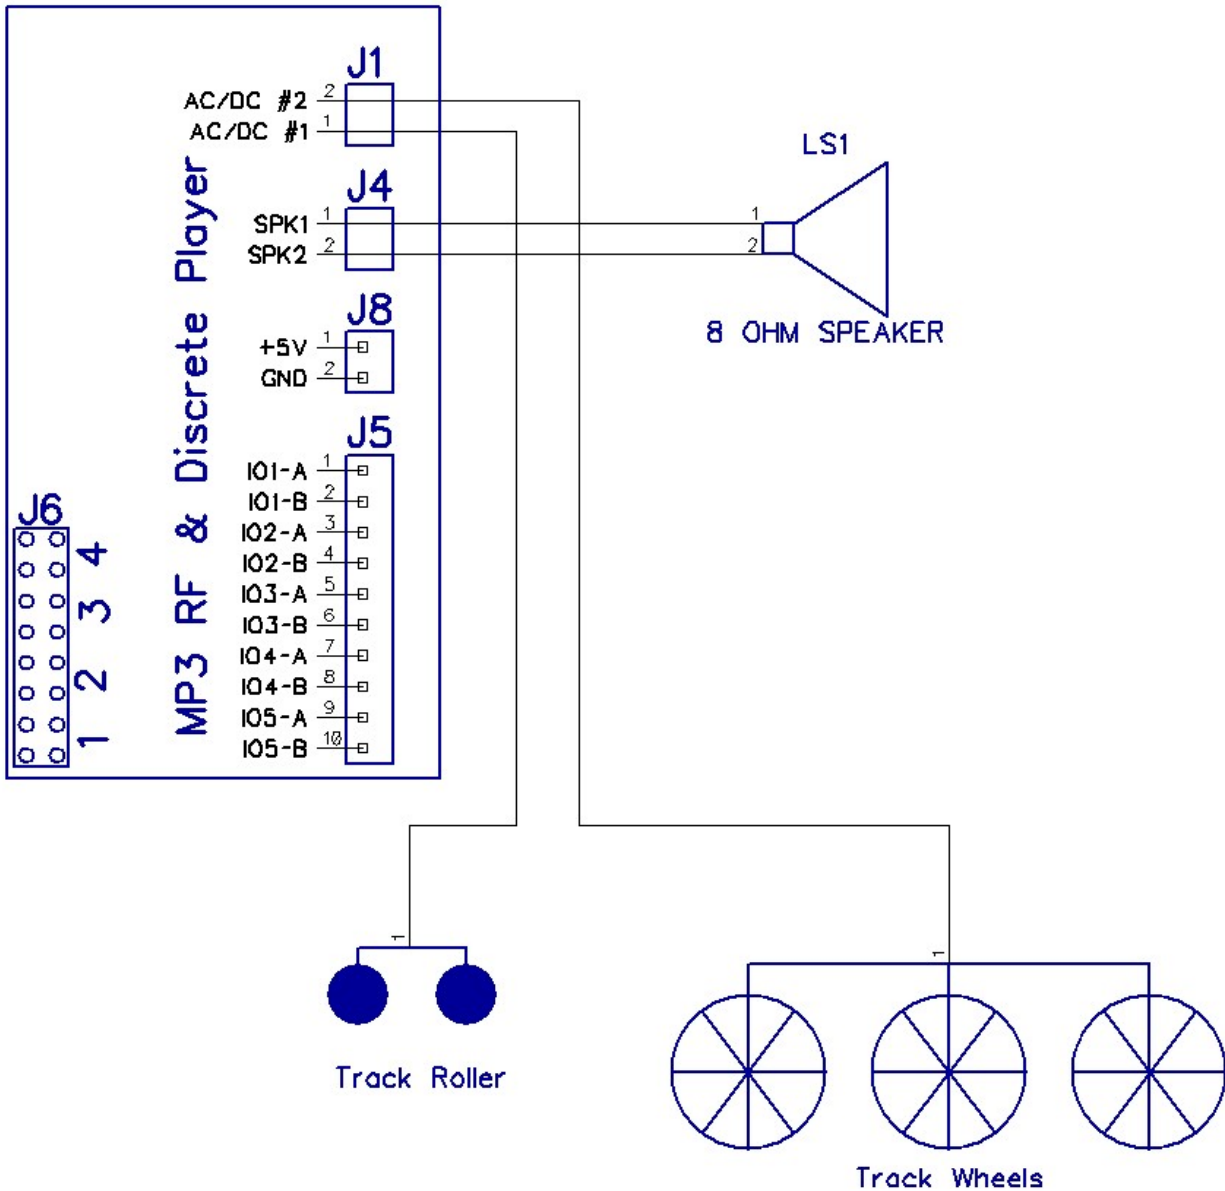 J1
AC/DC #2 2
AC/DC #1 1
J4
SPK1 1
SPK2 2
J8
+5V 1
GND 2
J5
IO1-A 1
IO1-B 2
IO2-A 3
IO2-B 4
IO3-A 5
IO3-B 6
IO4-A 7
IO4-B 8
IO5-A 9
IO5-B 10
MP3 RF & Discrete Player
J6
4
3
2
1
LS1
1
2
8 OHM SPEAKER
1
Track Roller
1
Track Wheels